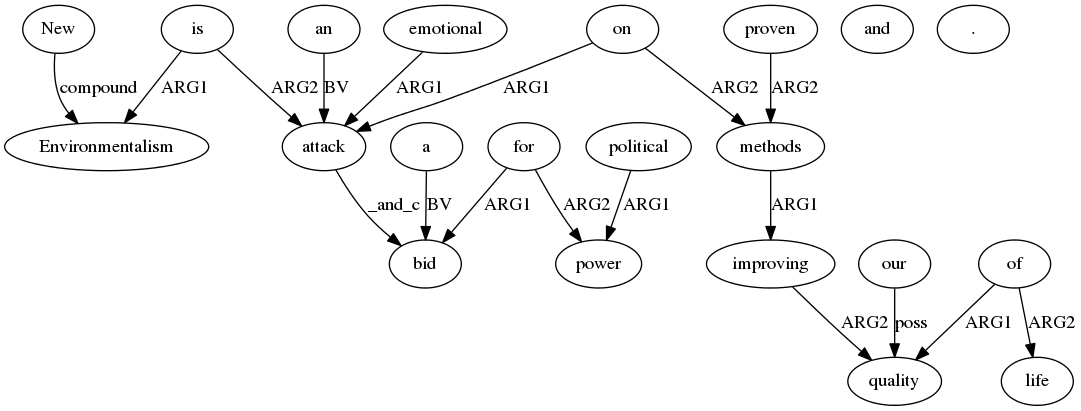 New is an emotional on proven and .
compound ARG1 ARG2 BV ARG1 ARG1 ARG2 ARG2
Environmentalism attack a for political methods
_and_c BV ARG1 ARG2 ARG1 ARG1
bid power improving our of
ARG2 poss ARG1 ARG2
quality life